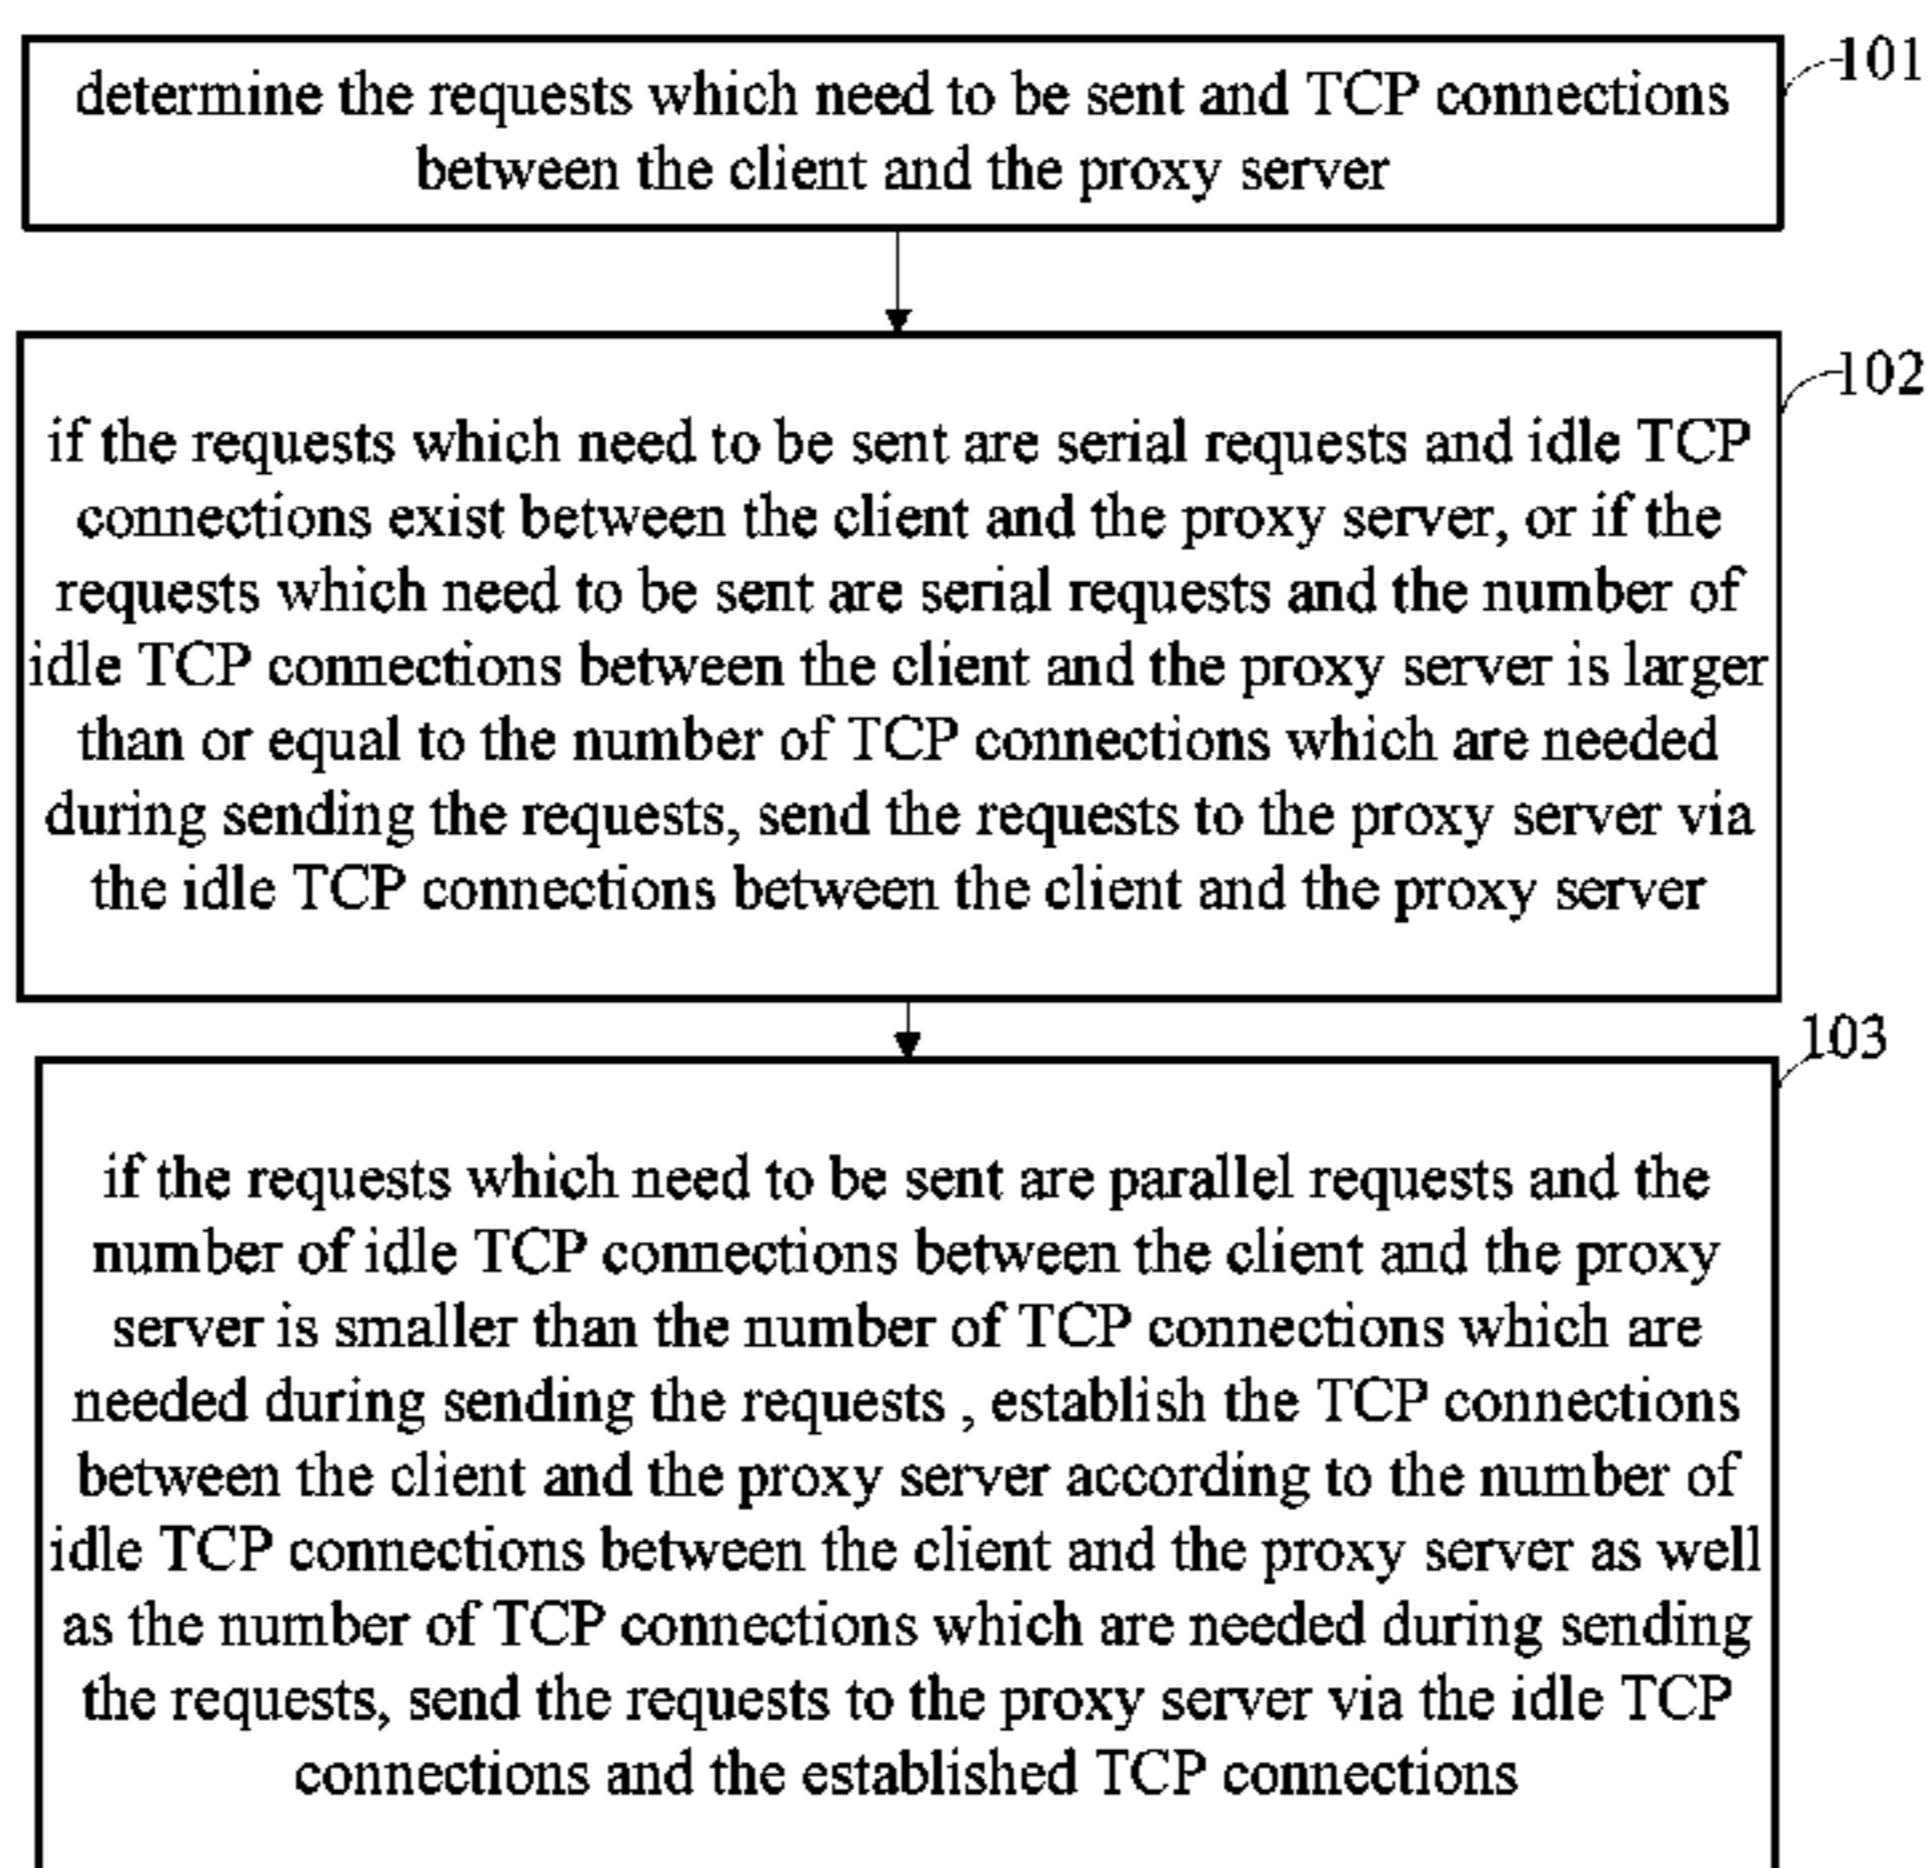 determine the requests which need to be sent and TCP connections
between the client and the proxy server
101
if the requests which need to be sent are serial requests and idle TCP
connections exist between the client and the proxy server, or if the
requests which need to be sent are serial requests and the number of
idle TCP connections between the client and the proxy server is larger
than or equal to the number of TCP connections which are needed
during sending the requests, send the requests to the proxy server via
the idle TCP connections between the client and the proxy server
102
if the requests which need to be sent are parallel requests and the
number of idle TCP connections between the client and the proxy
server is smaller than the number of TCP connections which are
needed during sending the requests , establish the TCP connections
between the client and the proxy server according to the number of
idle TCP connections between the client and the proxy server as well
as the number of TCP connections which are needed during sending
the requests, send the requests to the proxy server via the idle TCP
connections and the established TCP connections
103